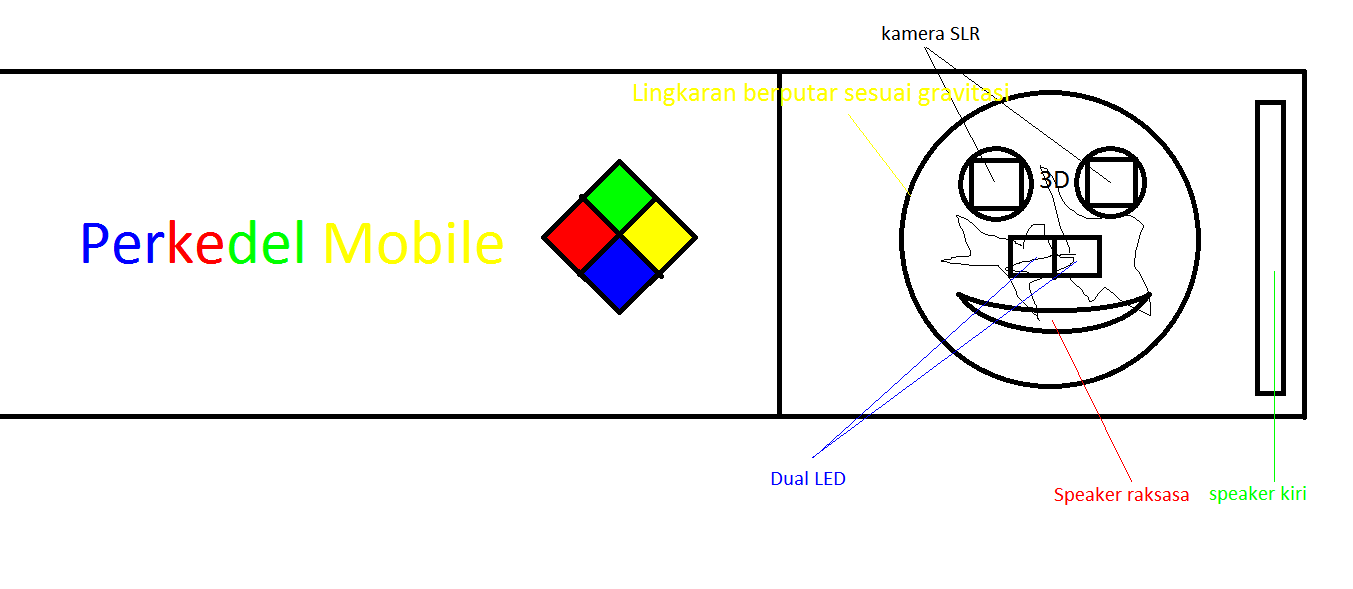 kamera SLR
Lingkaran berputar sesuai gravitasi
3D
Perkedel Mobile
Dual LED
Speaker raksasa
speaker kiri